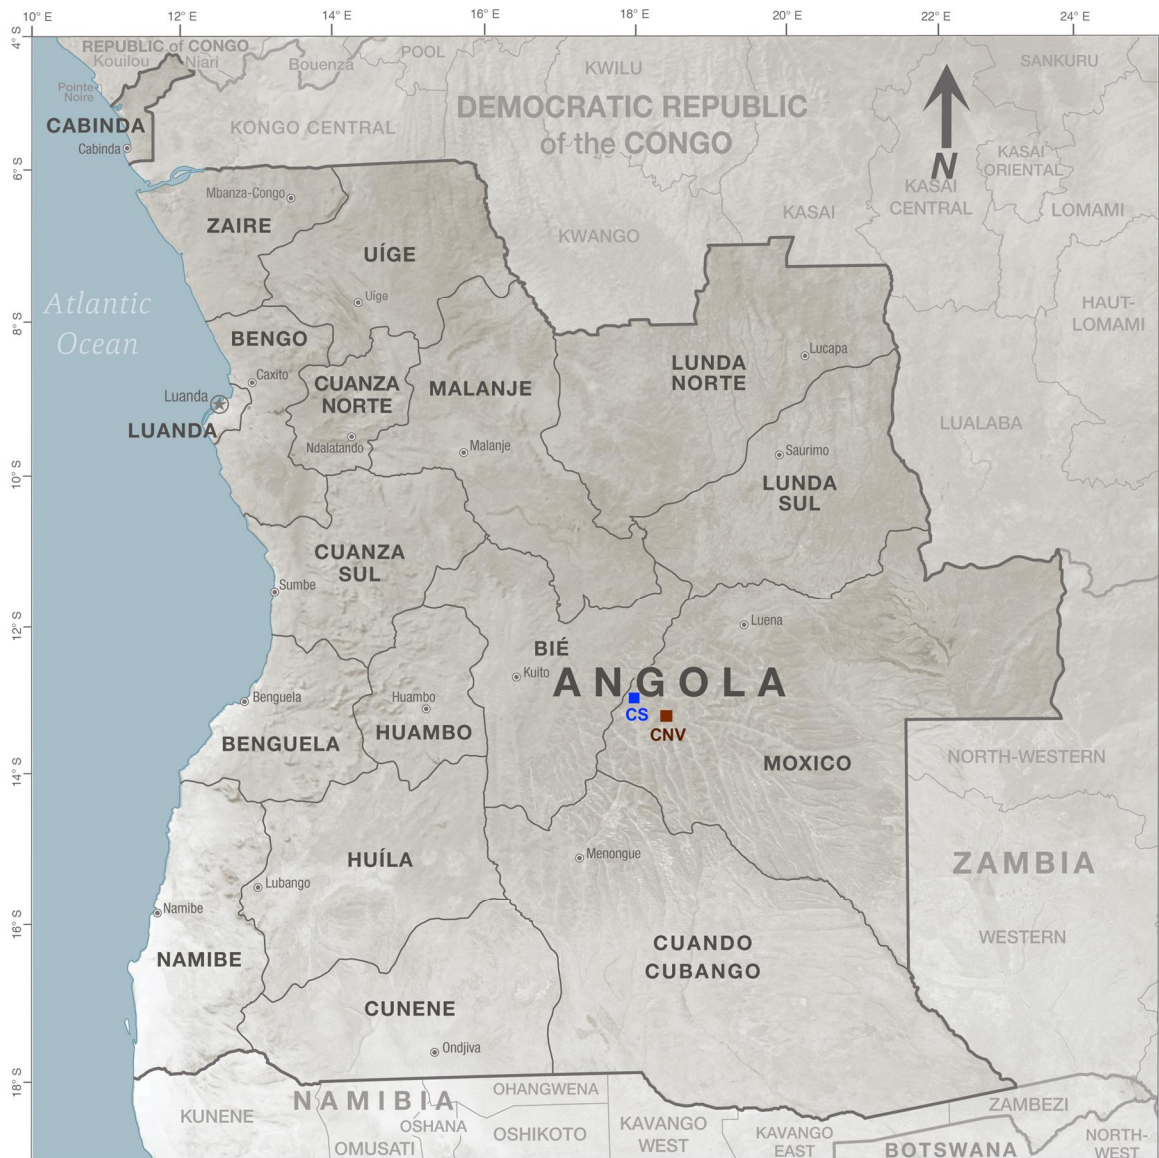 10° E
12° E
14° E
16° E
18° E
20° E
22° E
24° E
4° S
6° S
8° S
10° S
12° S
14° S
16° S
18° S
REPUBLIC of CONGO
Kouilou
Niari
Bouenza
POOL
Pointe-
Noire
CABINDA
Cabinda
KONGO CENTRAL
KWILU
DEMOCRATIC REPUBLIC
of the CONGO
SANKURU
N
KASAI
ORIENTAL
KASAI
CENTRAL
KASAI
LOMAMI
KWANGO
HAUT-
LOMAMI
LUALABA
Mbanza-Congo
ZAIRE
UÍGE
Uíge
Atlantic
Ocean
BENGO
Caxito
Luanda
LUANDA
CUANZA
NORTE
Ndalatando
MALANJE
Malanje
LUNDA
NORTE
Lucapa
Saurimo
LUNDA
SUL
CUANZA
SUL
Sumbe
BIÉ
Kuito
Luena
ANGOLA
CS
CNV
Benguela
BENGUELA
Huambo
HUAMBO
MOXICO
NORTH-WESTERN
ZAMBIA
WESTERN
Menongue
HUÍLA
Lubango
Namibe
NAMIBE
CUANDO
CUBANGO
CUNENE
Ondjiva
NAMIBIA
KUNENE
OMUSATI
OSHANA
OHANGWENA
OSHIKOTO
KAVANGO
WEST
KAVANGO
EAST
ZAMBEZI
BOTSWANA
NORTH-
WEST